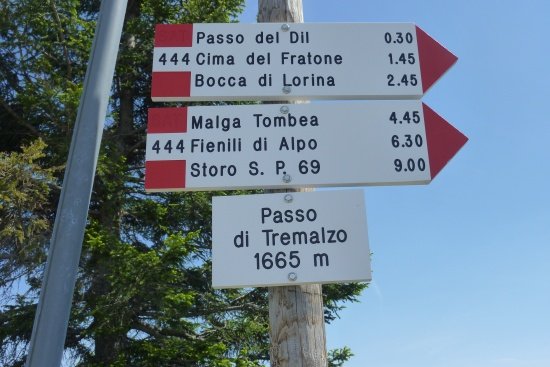 Passo del Dil 0.30
444 Cima del Fratone 1.45
Bocca di Lorina 2.45
Malga Tombea 4.45
444 Fienili di Alpo 6.30
Storo S. P. 69 9.00
Passo
di Tremalzo
1665 m